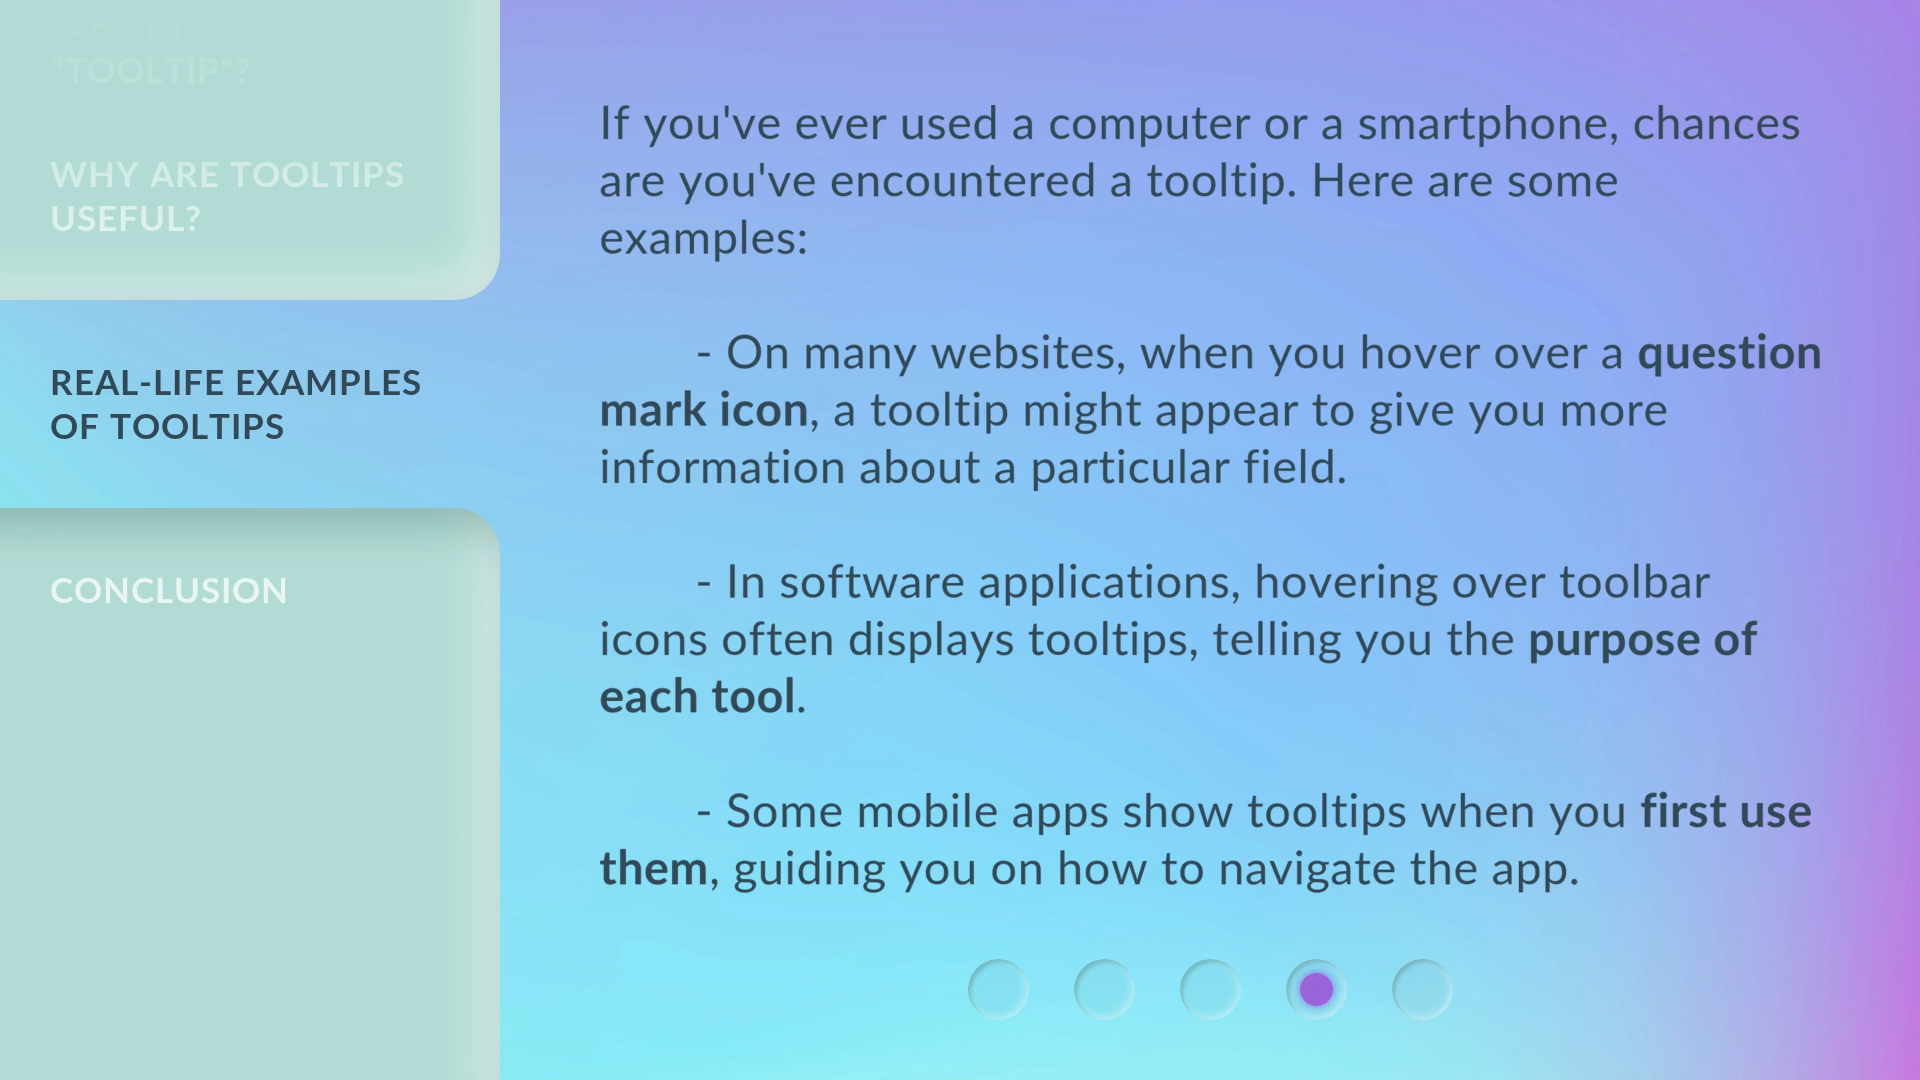 WHAT IS A
"TOOLTIP"?
WHY ARE TOOLTIPS
USEFUL?
REAL-LIFE EXAMPLES
OF TOOLTIPS
CONCLUSION
If you've ever used a computer or a smartphone, chances
are you've encountered a tooltip. Here are some
examples:
- On many websites, when you hover over a question
mark icon, a tooltip might appear to give you more
information about a particular field.
- In software applications, hovering over toolbar
icons often displays tooltips, telling you the purpose of
each tool.
- Some mobile apps show tooltips when you first use
them, guiding you on how to navigate the app.